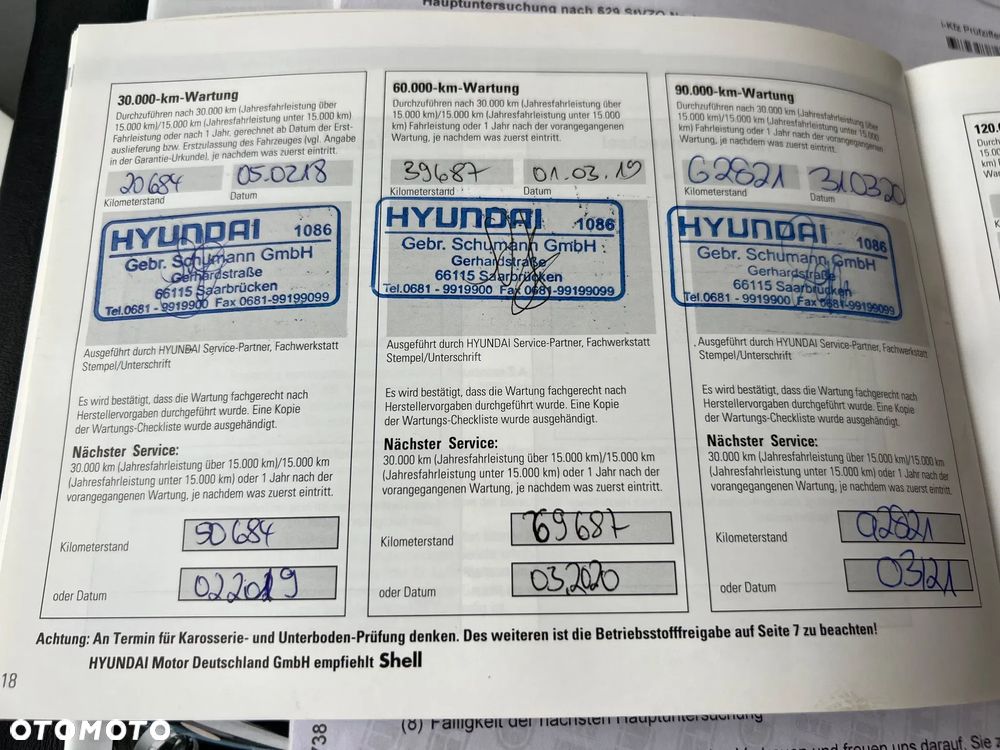 Hauptuntersuchung nach §29 StVZO
i-Kfz Prüfziffer
30.000-km-Wartung
Durchzuführen nach 30.000 km (Jahresfahrleistung über
15.000 km)/15.000 km (Jahresfahrleistung unter 15.000 km)
Fahrleistung oder nach 1 Jahr, gerechnet ab Datum der Erst-
auslieferung bzw. Erstzulassung des Fahrzeuges (vgl. Angabe
in der Garantie-Urkunde), je nachdem was zuerst eintritt.
20684
05.0218
Kilometerstand
Datum
HYUNDAI 1086
Gebr. Schumann GmbH
Gerhardstraße
66115 Saarbrücken
Tel.0681 - 9919900 Fax 0681-99199099
Ausgeführt durch HYUNDAI Service-Partner, Fachwerkstatt
Stempel/Unterschrift
Es wird bestätigt, dass die Wartung fachgerecht nach
Herstellervorgaben durchgeführt wurde. Eine Kopie
der Wartungs-Checkliste wurde ausgehändigt.
Nächster Service:
30.000 km (Jahresfahrleistung über 15.000 km)/15.000 km
(Jahresfahrleistung unter 15.000 km) oder 1 Jahr nach der
vorangegangenen Wartung, je nachdem was zuerst eintritt.
Kilometerstand
50684
oder Datum
022019
60.000-km-Wartung
Durchzuführen nach 30.000 km (Jahresfahrleistung über
15.000 km)/15.000 km (Jahresfahrleistung unter 15.000
km) Fahrleistung oder 1 Jahr nach der vorangegangenen
Wartung, je nachdem was zuerst eintritt.
39687
01.03.19
Kilometerstand
Datum
HYUNDAI 1086
Gebr. Schumann GmbH
Gerhardstraße
66115 Saarbrücken
Tel.0681 - 9919900 Fax 0681-99199099
Ausgeführt durch HYUNDAI Service-Partner, Fachwerkstatt
Stempel/Unterschrift
Es wird bestätigt, dass die Wartung fachgerecht nach
Herstellervorgaben durchgeführt wurde. Eine Kopie
der Wartungs-Checkliste wurde ausgehändigt.
Nächster Service:
30.000 km (Jahresfahrleistung über 15.000 km)/15.000 km
(Jahresfahrleistung unter 15.000 km) oder 1 Jahr nach der
vorangegangenen Wartung, je nachdem was zuerst eintritt.
Kilometerstand
69687
oder Datum
03.2020
90.000-km-Wartung
Durchzuführen nach 30.000 km (Jahresfahrleistung über
15.000 km)/15.000 km (Jahresfahrleistung unter 15.000
km) Fahrleistung oder 1 Jahr nach der vorangegangenen
Wartung, je nachdem was zuerst eintritt.
62821
310320
Kilometerstand
Datum
HYUNDAI 1086
Gebr. Schumann GmbH
Gerhardstraße
66115 Saarbrücken
Tel.0681 - 9919900 Fax 0681-99199099
Ausgeführt durch HYUNDAI Service-Partner, Fachwerkstatt
Stempel/Unterschrift
Es wird bestätigt, dass die Wartung fachgerecht nach
Herstellervorgaben durchgeführt wurde. Eine Kopie
der Wartungs-Checkliste wurde ausgehändigt.
Nächster Service:
30.000 km (Jahresfahrleistung über 15.000 km)/15.000 km
(Jahresfahrleistung unter 15.000 km) oder 1 Jahr nach der
vorangegangenen Wartung, je nachdem was zuerst eintritt.
Kilometerstand
92821
oder Datum
03121
Achtung: An Termin für Karosserie- und Unterboden-Prüfung denken. Des weiteren ist die Betriebsstofffreigabe auf Seite 7 zu beachten!
HYUNDAI Motor Deutschland GmbH empfiehlt Shell
18
OTOMOTO
738
(8) Fälligkeit der nächsten Hauptuntersuchung
und freuen uns darauf, Sie